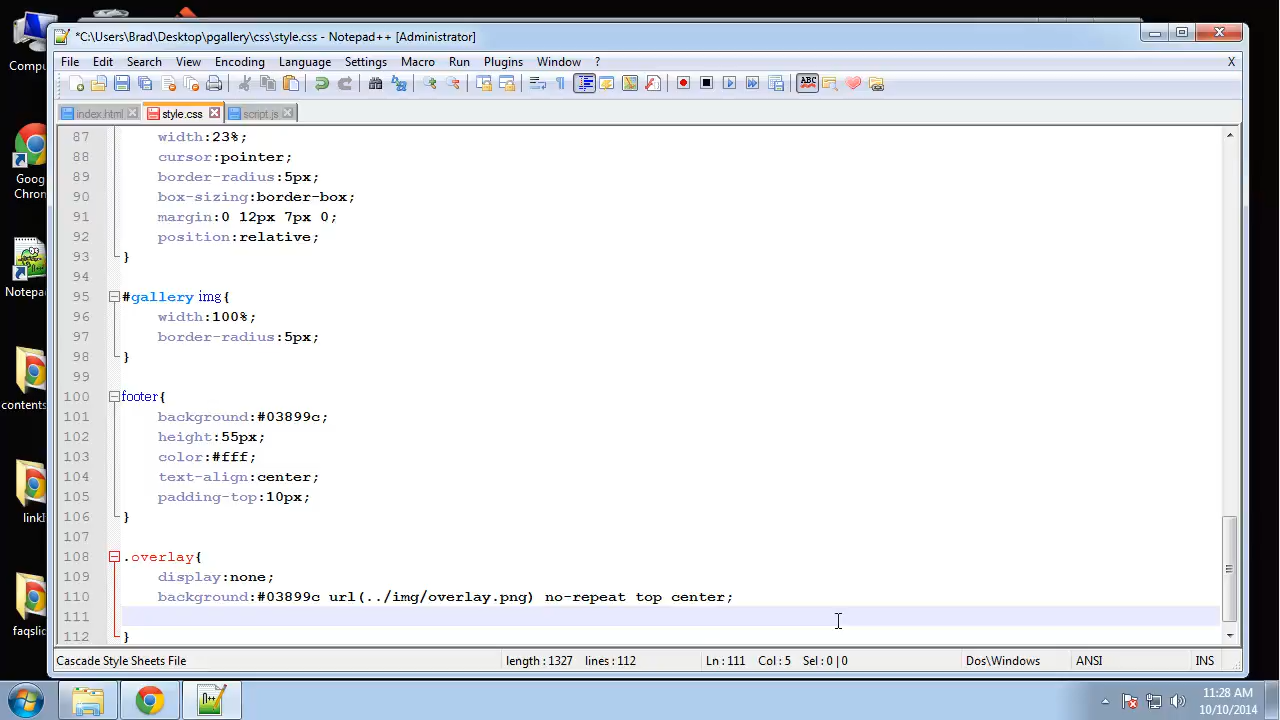 *C:\Users\Brad\Desktop\pgallery\css\style.css - Notepad++ [Administrator]
File Edit Search View Encoding Language Settings Macro Run Plugins Window ? X
index.html style.css script.js
87 width:23%;
88 cursor:pointer;
89 border-radius:5px;
90 box-sizing:border-box;
91 margin:0 12px 7px 0;
92 position:relative;
93 }
94
95 #gallery img{
96 width:100%;
97 border-radius:5px;
98 }
99
100 footer{
101 background:#03899c;
102 height:55px;
103 color:#fff;
104 text-align:center;
105 padding-top:10px;
106 }
107
108 .overlay{
109 display:none;
110 background:#03899c url(../img/overlay.png) no-repeat top center;
111
112 }
Cascade Style Sheets File length : 1327 lines : 112 Ln : 111 Col : 5 Sel : 0 | 0 Dos\Windows ANSI INS
Compu
Goog
Chron
Notepa
contents
linkl
faqslic
11:28 AM
10/10/2014